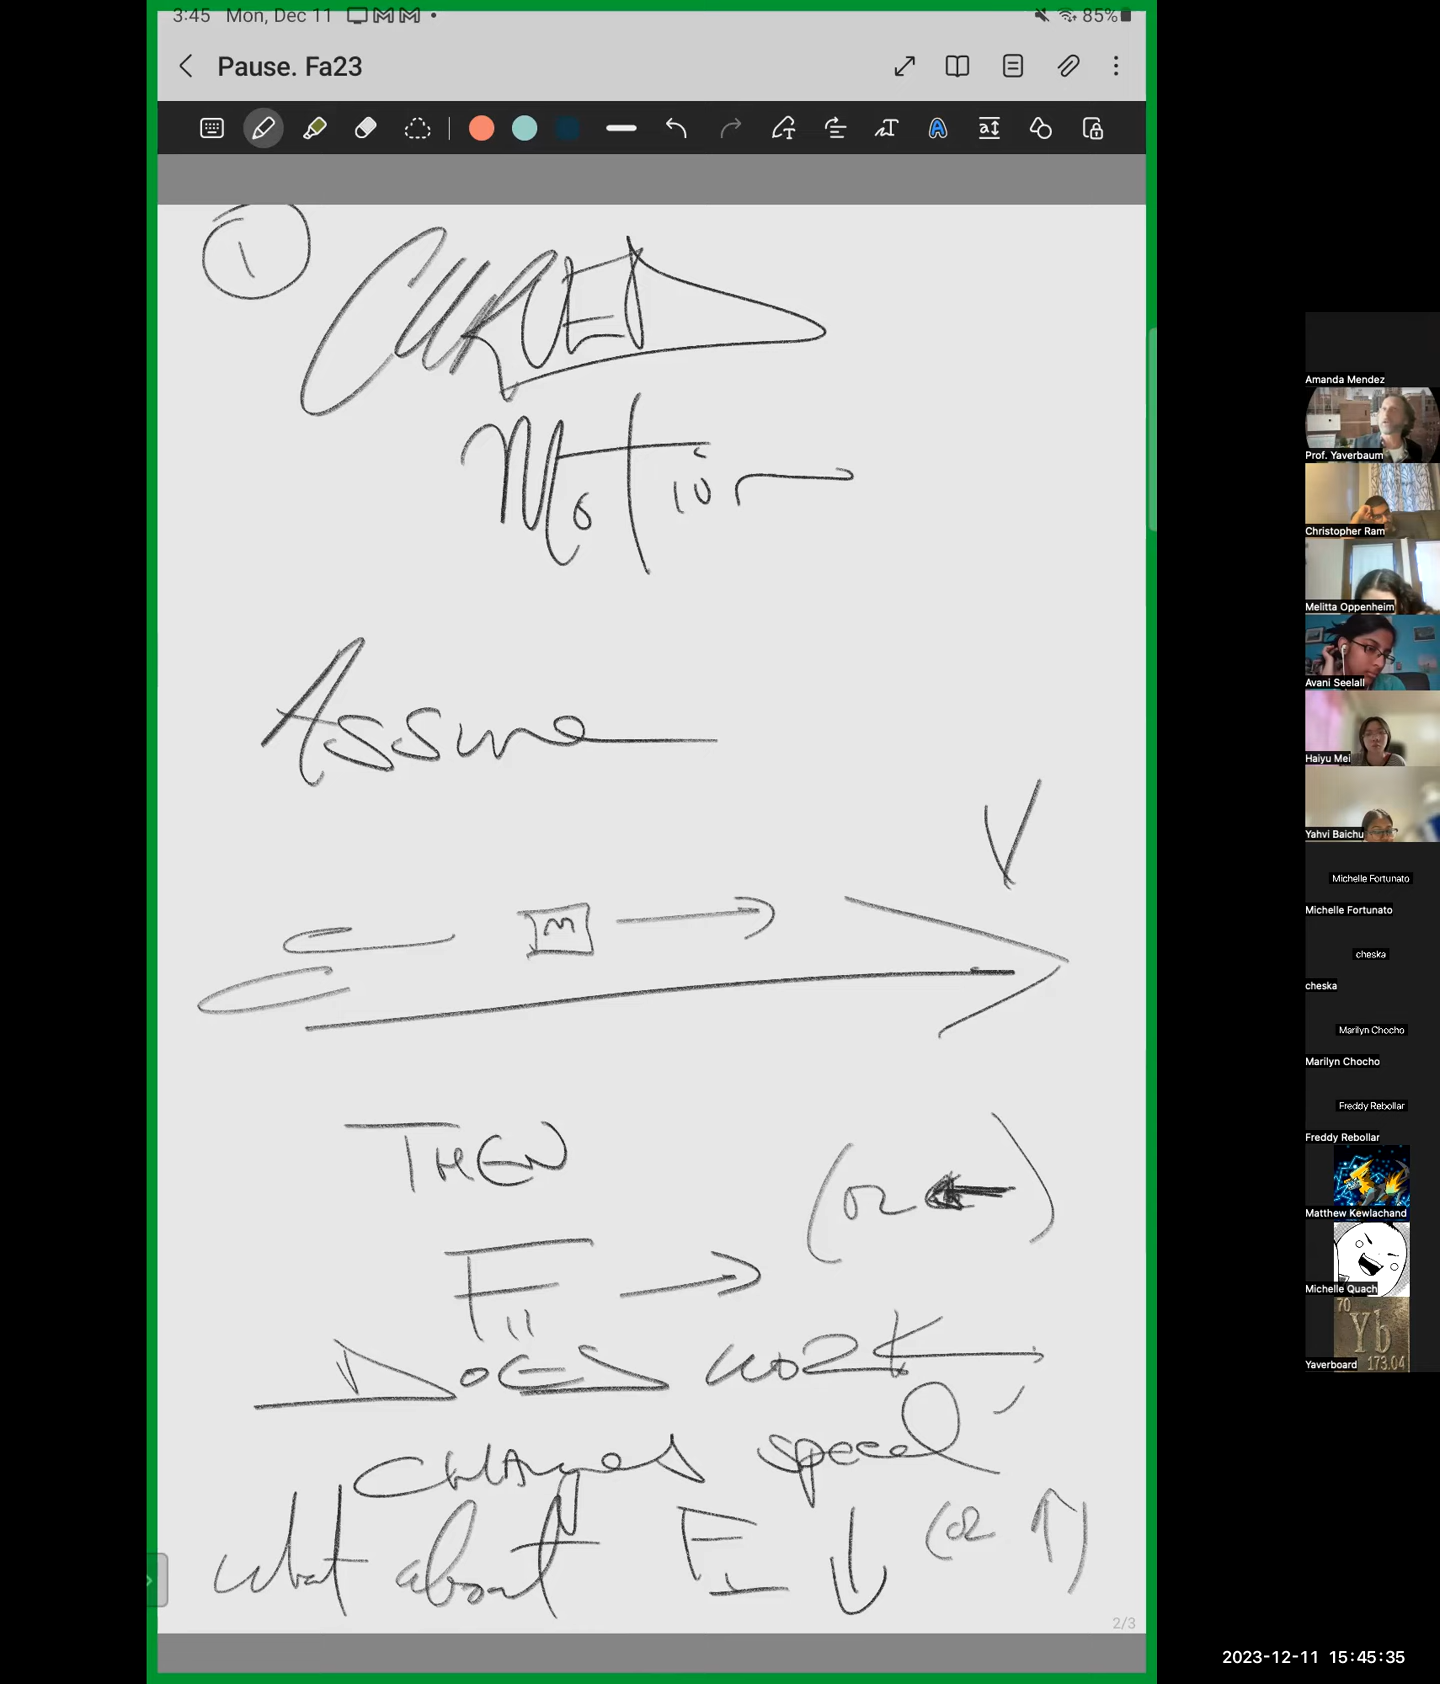 3:45 Mon, Dec 11
85%
Pause. Fa23
1
CURVED
Motion
Assume
V
M
THEN
(or ←)
F|| →
DOES WORK
CHANGES speed
what about F⊥ ↓ (or ↑)
2/3
Amanda Mendez
Prof. Yaverbaum
Christopher Ram
Melitta Oppenheim
Avani Seelall
Haiyu Mei
Yahvi Baichu
Michelle Fortunato
Michelle Fortunato
cheska
cheska
Marilyn Chocho
Marilyn Chocho
Freddy Rebollar
Freddy Rebollar
Matthew Kewlachand
Michelle Quach
70
Yb
Yaverboard 173.04
2023-12-11 15:45:35